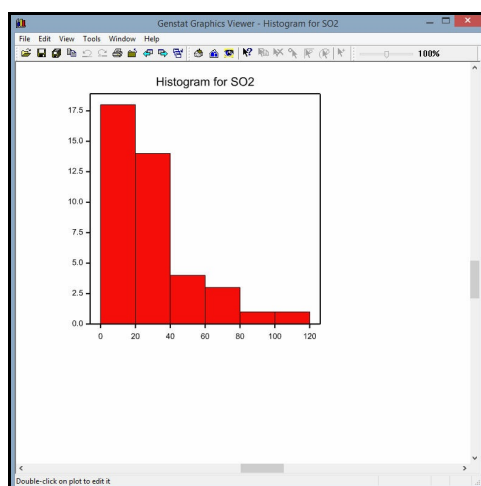 Genstat Graphics Viewer - Histogram for SO2
File Edit View Tools Window Help
100%
Histogram for SO2
17.5
15.0
12.5
10.0
7.5
5.0
2.5
0.0
0 20 40 60 80 100 120
Double-click on plot to edit it